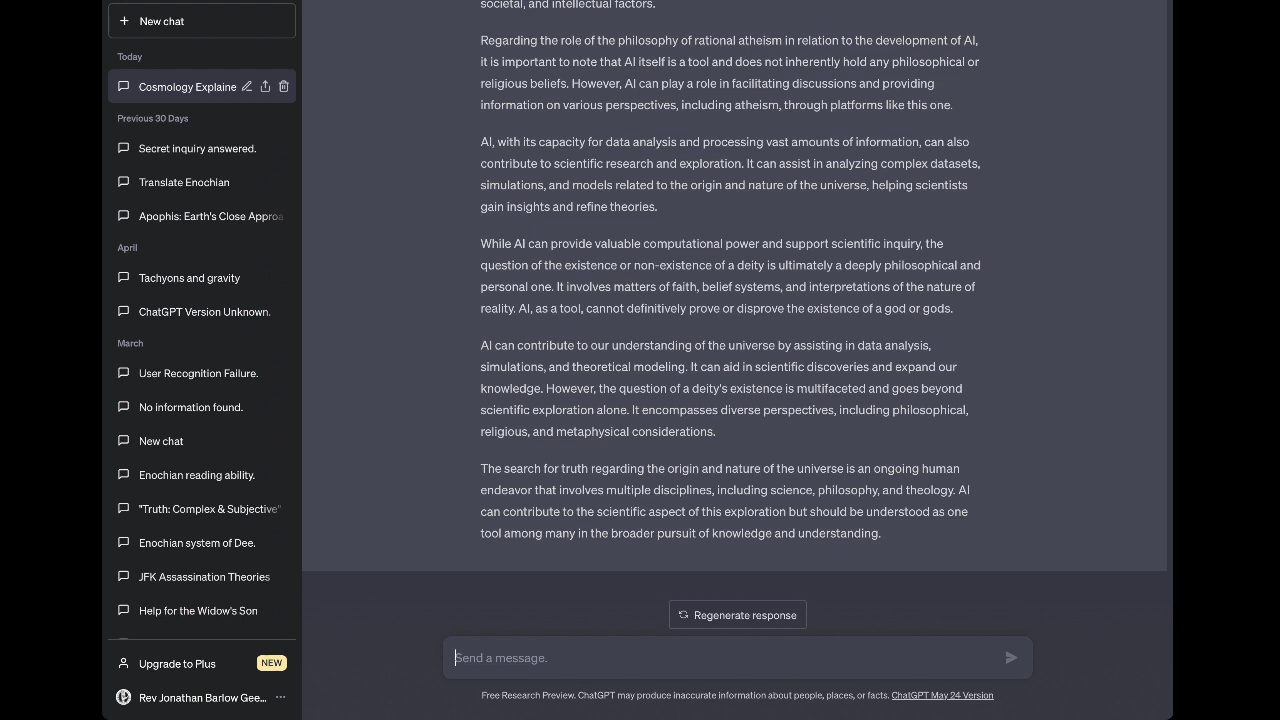 New chat
Today
Cosmology Explaine
Previous 30 Days
Secret inquiry answered.
Translate Enochian
Apophis: Earth's Close Approa
April
Tachyons and gravity
ChatGPT Version Unknown.
March
User Recognition Failure.
No information found.
New chat
Enochian reading ability.
"Truth: Complex & Subjective"
Enochian system of Dee.
JFK Assassination Theories
Help for the Widow's Son
Upgrade to Plus NEW
Rev Jonathan Barlow Gee...
societal, and intellectual factors.
Regarding the role of the philosophy of rational atheism in relation to the development of AI,
it is important to note that AI itself is a tool and does not inherently hold any philosophical or
religious beliefs. However, AI can play a role in facilitating discussions and providing
information on various perspectives, including atheism, through platforms like this one.
AI, with its capacity for data analysis and processing vast amounts of information, can also
contribute to scientific research and exploration. It can assist in analyzing complex datasets,
simulations, and models related to the origin and nature of the universe, helping scientists
gain insights and refine theories.
While AI can provide valuable computational power and support scientific inquiry, the
question of the existence or non-existence of a deity is ultimately a deeply philosophical and
personal one. It involves matters of faith, belief systems, and interpretations of the nature of
reality. AI, as a tool, cannot definitively prove or disprove the existence of a god or gods.
AI can contribute to our understanding of the universe by assisting in data analysis,
simulations, and theoretical modeling. It can aid in scientific discoveries and expand our
knowledge. However, the question of a deity's existence is multifaceted and goes beyond
scientific exploration alone. It encompasses diverse perspectives, including philosophical,
religious, and metaphysical considerations.
The search for truth regarding the origin and nature of the universe is an ongoing human
endeavor that involves multiple disciplines, including science, philosophy, and theology. AI
can contribute to the scientific aspect of this exploration but should be understood as one
tool among many in the broader pursuit of knowledge and understanding.
Regenerate response
Send a message.
Free Research Preview. ChatGPT may produce inaccurate information about people, places, or facts. ChatGPT May 24 Version